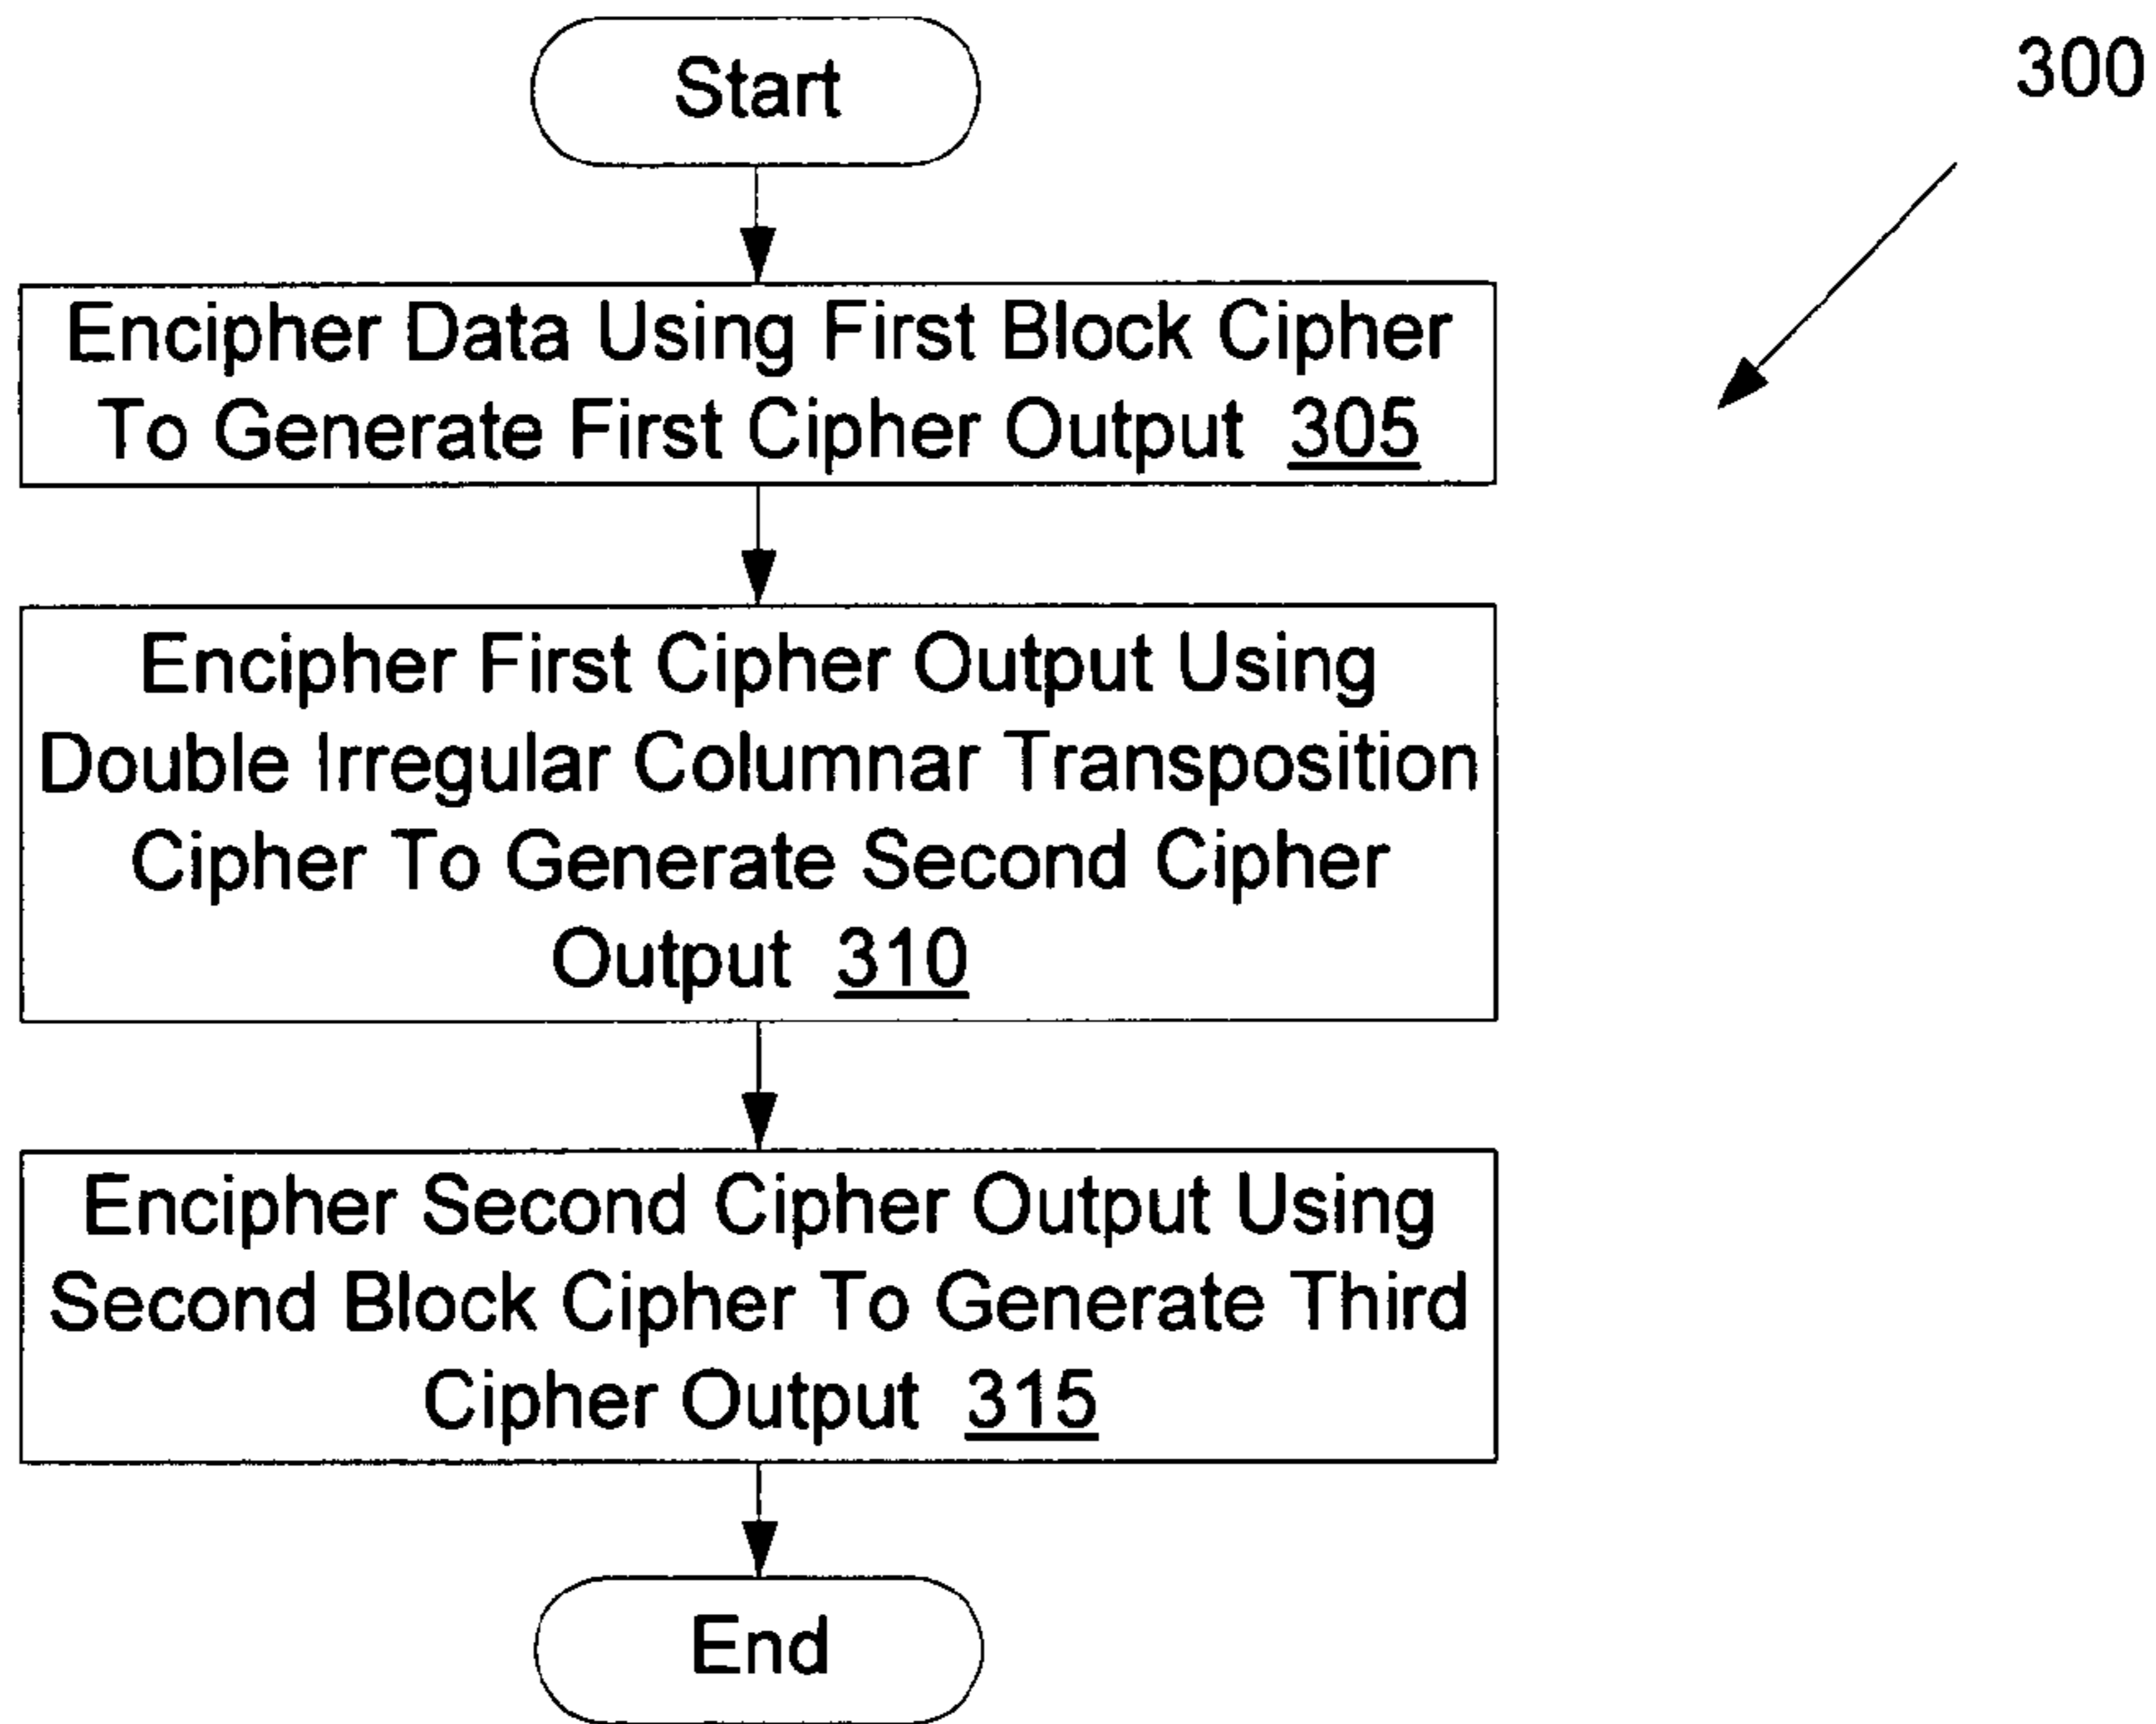 Start
300
Encipher Data Using First Block Cipher
To Generate First Cipher Output 305
Encipher First Cipher Output Using
Double Irregular Columnar Transposition
Cipher To Generate Second Cipher
Output 310
Encipher Second Cipher Output Using
Second Block Cipher To Generate Third
Cipher Output 315
End